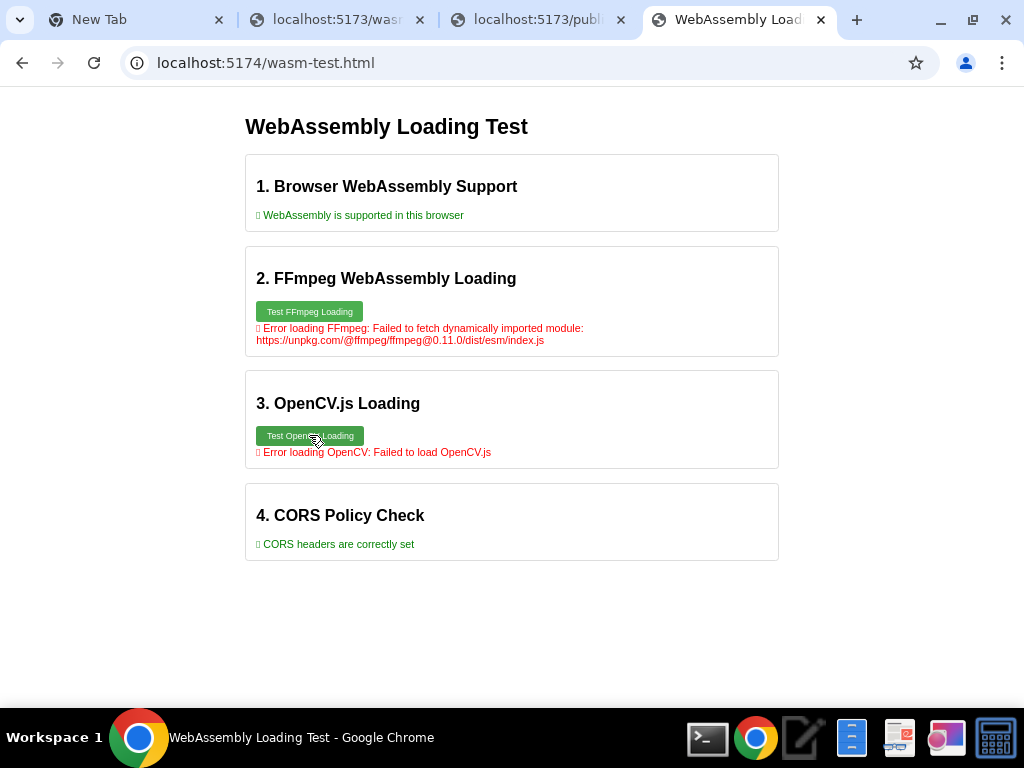 New Tab
localhost:5173/wasm
localhost:5173/publi
WebAssembly Load
localhost:5174/wasm-test.html
WebAssembly Loading Test
1. Browser WebAssembly Support
WebAssembly is supported in this browser
2. FFmpeg WebAssembly Loading
Test FFmpeg Loading
Error loading FFmpeg: Failed to fetch dynamically imported module:
https://unpkg.com/@ffmpeg/ffmpeg@0.11.0/dist/esm/index.js
3. OpenCV.js Loading
Test OpenCV Loading
Error loading OpenCV: Failed to load OpenCV.js
4. CORS Policy Check
CORS headers are correctly set
Workspace 1
WebAssembly Loading Test - Google Chrome